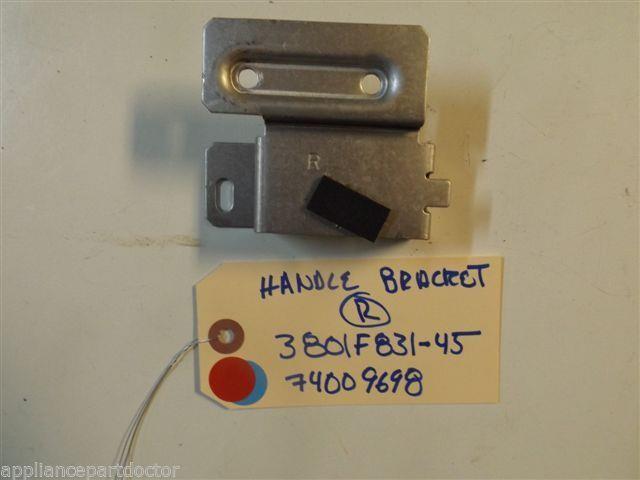 R
HANDLE BRACKET
R
3801F831-45
74009698
appliancepartdoctor